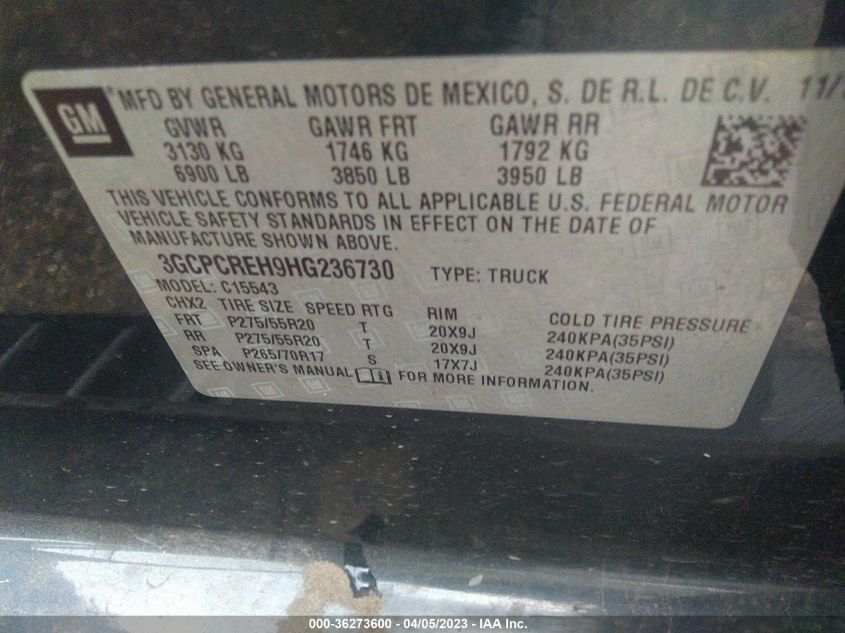 GM MFD BY GENERAL MOTORS DE MEXICO, S. DE R.L. DE C.V. 11/
GVWR GAWR FRT GAWR RR
3130 KG 1746 KG 1792 KG
6900 LB 3850 LB 3950 LB
THIS VEHICLE CONFORMS TO ALL APPLICABLE U.S. FEDERAL MOTOR
VEHICLE SAFETY STANDARDS IN EFFECT ON THE DATE OF
MANUFACTURE SHOWN ABOVE.
3GCPCREH9HG236730 TYPE: TRUCK
MODEL: C15543
CHX2 TIRE SIZE SPEED RTG RIM COLD TIRE PRESSURE
FRT P275/55R20 T 20X9J 240KPA(35PSI)
RR P275/55R20 T 20X9J 240KPA(35PSI)
SPA P265/70R17 S 17X7J 240KPA(35PSI)
SEE OWNER'S MANUAL FOR MORE INFORMATION.
000-36273600 - 04/05/2023 - IAA Inc.